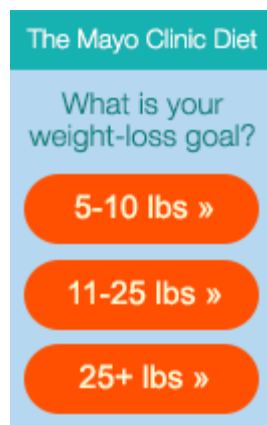 The Mayo Clinic Diet
What is your
weight-loss goal?
5-10 lbs »
11-25 lbs »
25+ lbs »